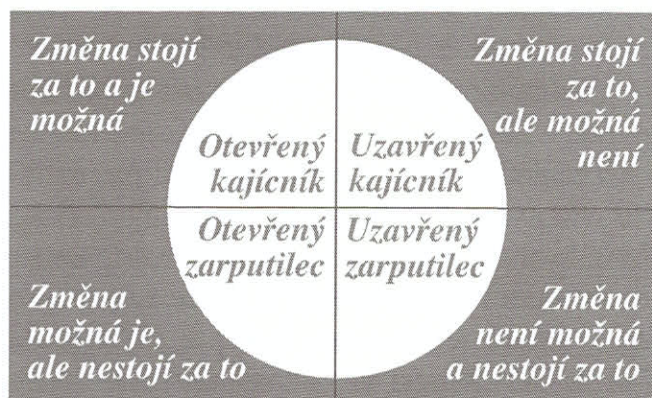 Změna stojí
za to a je
možná
Změna stojí
za to,
ale možná
není
Otevřený
kajícník
Uzavřený
kajícník
Otevřený
zarputilec
Uzavřený
zarputilec
Změna
možná je,
ale nestojí za to
Změna
není možná
a nestojí za to